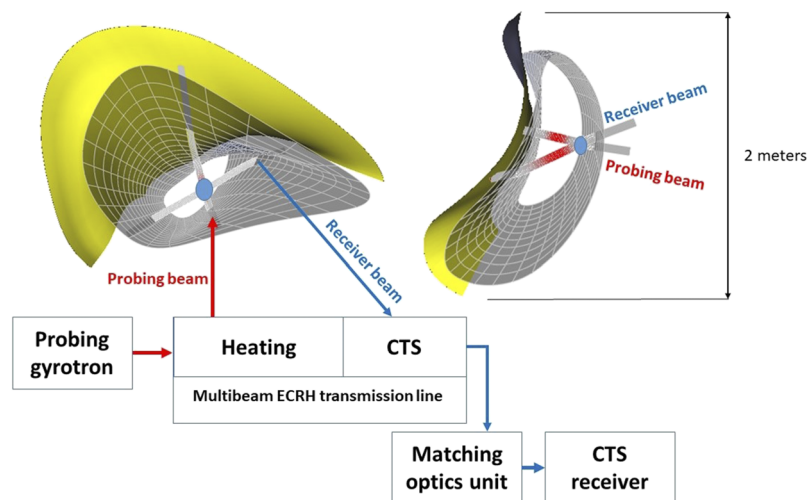 Receiver beam
Probing beam
2 meters
Probing beam
Receiver beam
Probing
gyrotron
Heating
CTS
Multibeam ECRH transmission line
Matching
optics unit
CTS
receiver